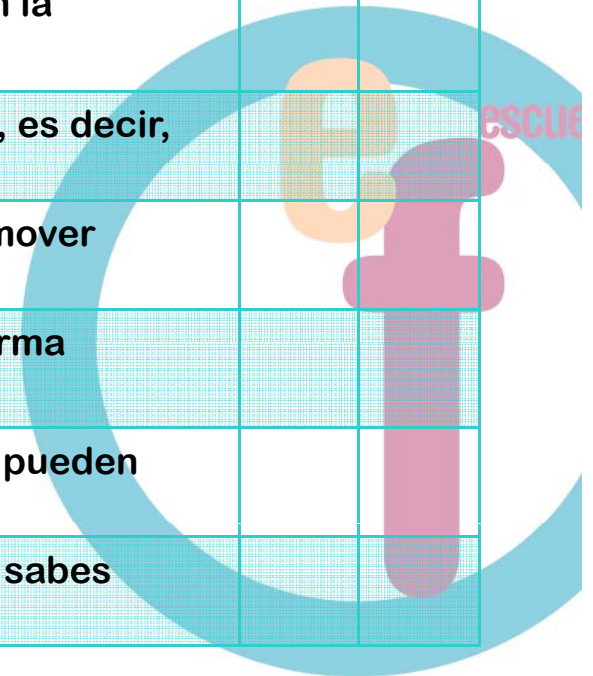 n la
, es decir,
escue
mover
rma
pueden
sabes